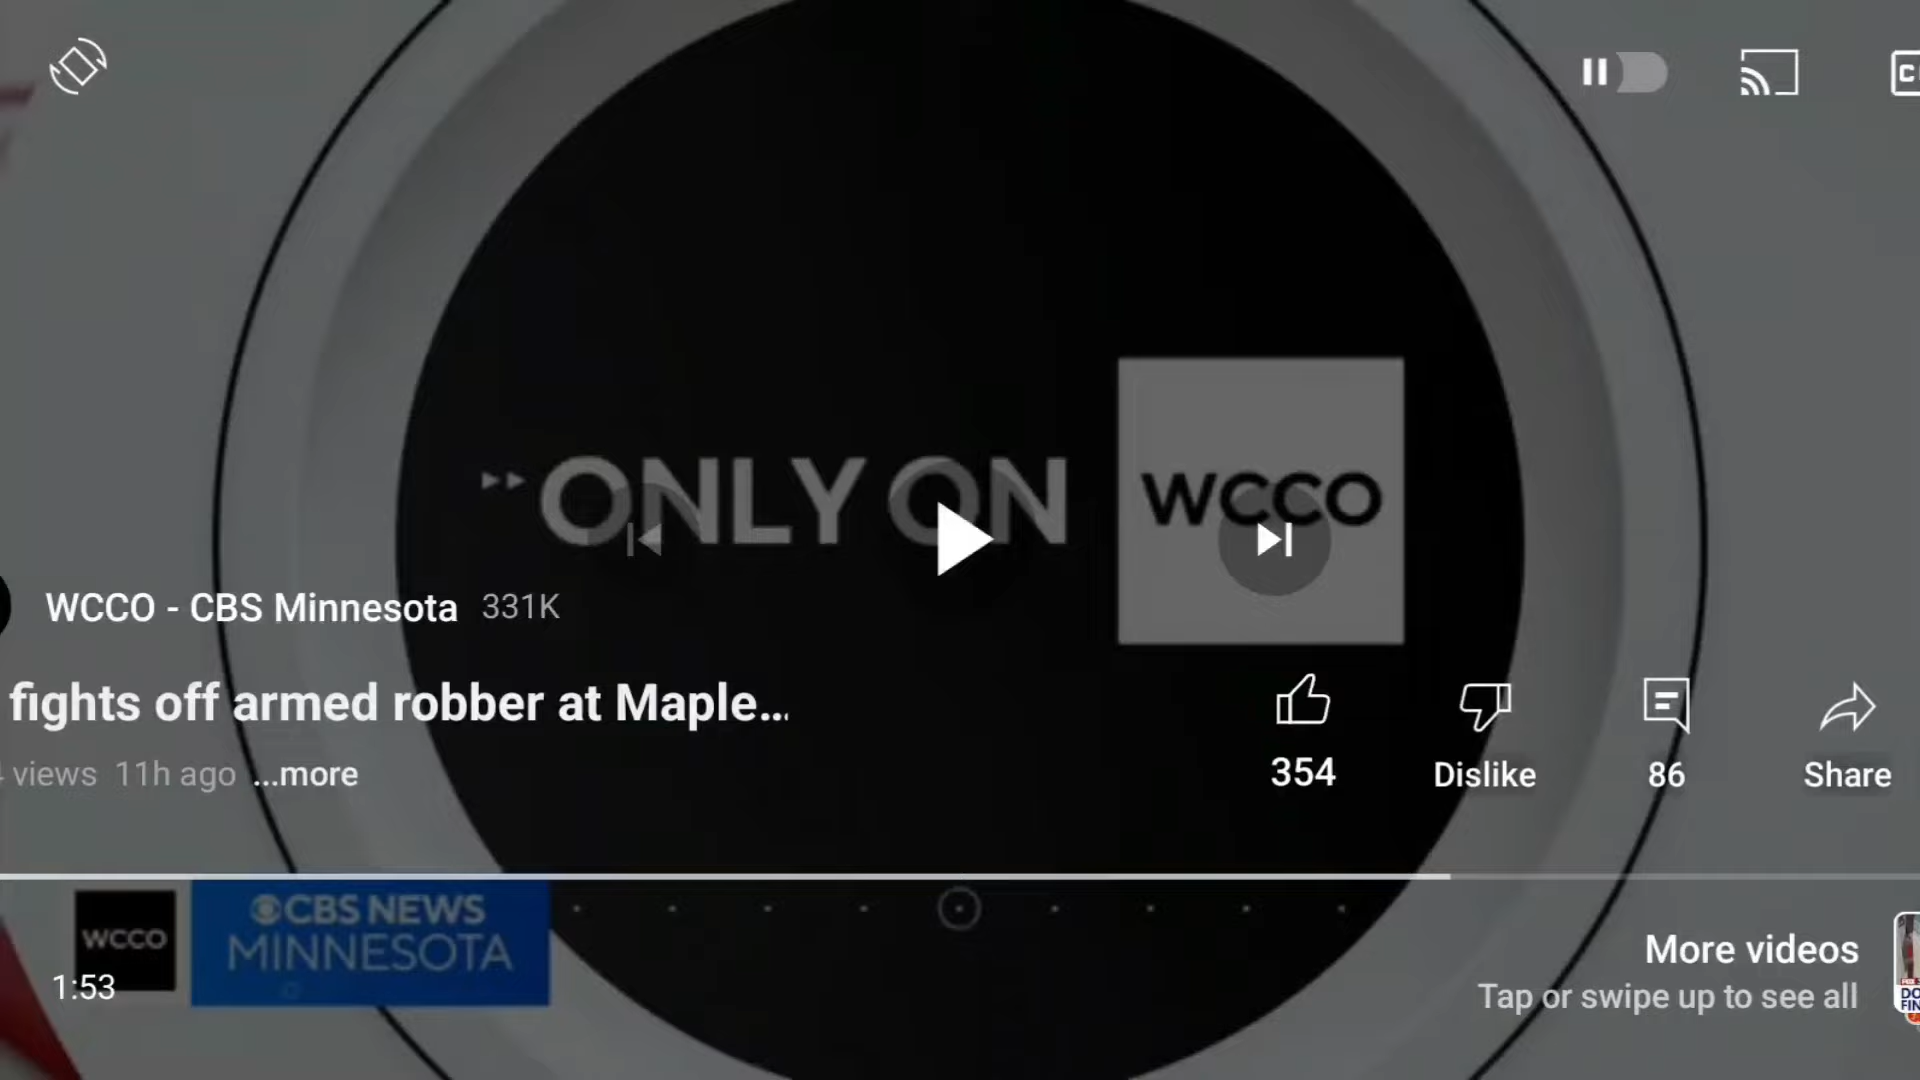 ONLY ON
WCCO
WCCO - CBS Minnesota 331K
fights off armed robber at Maple...
views 11h ago ...more
354
Dislike
86
Share
WCCO
CBS NEWS
MINNESOTA
1:53
More videos
Tap or swipe up to see all